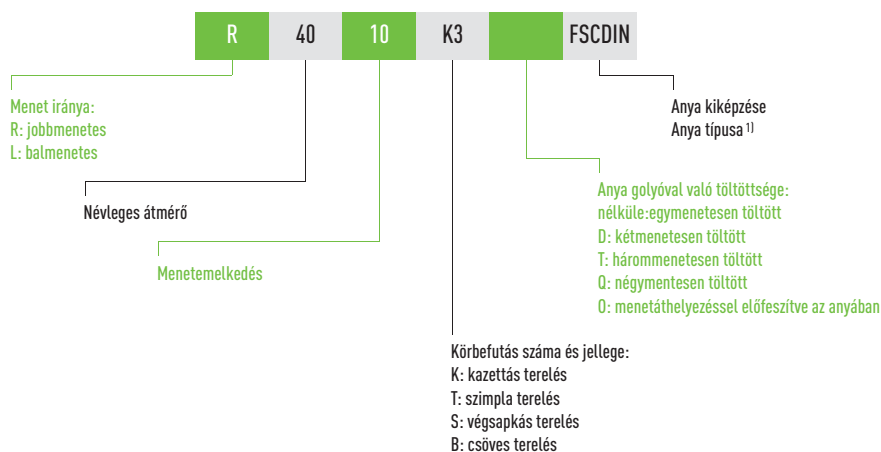 R 40 10 K3 FSCDIN
Menet iránya:
R: jobbmenetes
L: balmenetes
Névleges átmérő
Menetemelkedés
Körbefutás száma és jellege:
K: kazettás terelés
T: szimpla terelés
S: végsapkás terelés
B: csöves terelés
Anya golyóval való töltöttsége:
nélküle:egymenetesen töltött
D: kétmenetesen töltött
T: hárommenetesen töltött
Q: négymentesen töltött
O: menetáthelyezéssel előfeszítve az anyában
Anya kiképzése
Anya típusa 1)